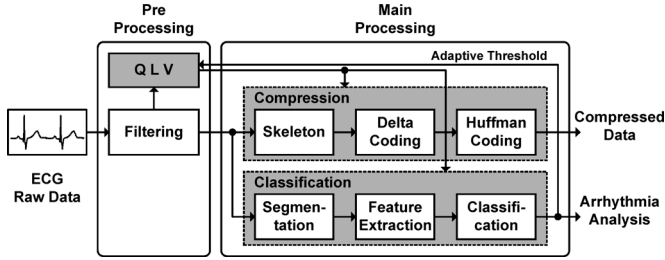 Pre
Processing
Main
Processing
Q L V
Adaptive Threshold
Compression
Filtering
Skeleton
Delta
Coding
Huffman
Coding
Compressed
Data
ECG
Raw Data
Classification
Segmen-
tation
Feature
Extraction
Classifi-
cation
Arrhythmia
Analysis